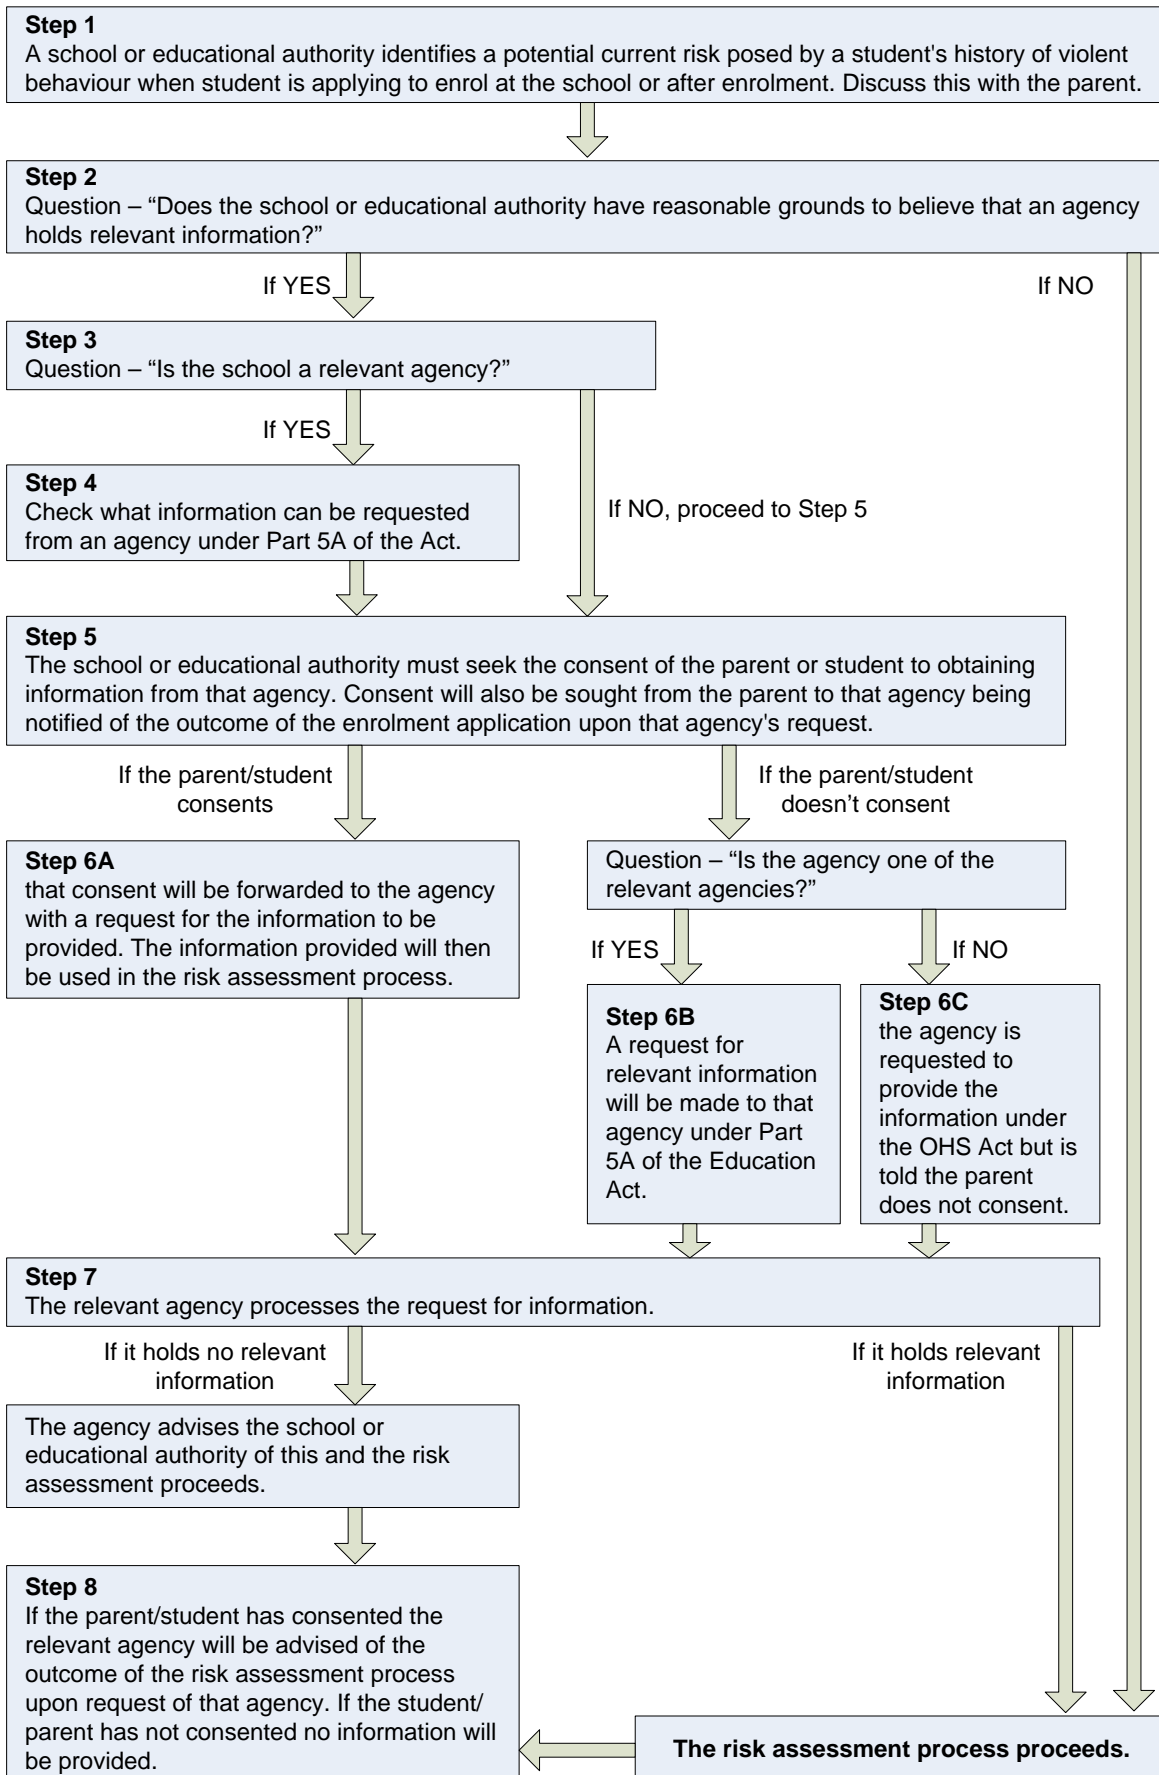 Step 1
A school or educational authority identifies a potential current risk posed by a student's history of violent
behaviour when student is applying to enrol at the school or after enrolment. Discuss this with the parent.
Step 2
Question – “Does the school or educational authority have reasonable grounds to believe that an agency
holds relevant information?”
If YES
If NO
Step 3
Question – “Is the school a relevant agency?”
If YES
If NO, proceed to Step 5
Step 4
Check what information can be requested
from an agency under Part 5A of the Act.
Step 5
The school or educational authority must seek the consent of the parent or student to obtaining
information from that agency. Consent will also be sought from the parent to that agency being
notified of the outcome of the enrolment application upon that agency's request.
If the parent/student
consents
If the parent/student
doesn’t consent
Step 6A
that consent will be forwarded to the agency
with a request for the information to be
provided. The information provided will then
be used in the risk assessment process.
Question – “Is the agency one of the
relevant agencies?”
If YES
If NO
Step 6B
A request for
relevant information
will be made to that
agency under Part
5A of the Education
Act.
Step 6C
the agency is
requested to
provide the
information under
the OHS Act but is
told the parent
does not consent.
Step 7
The relevant agency processes the request for information.
If it holds no relevant
information
If it holds relevant
information
The agency advises the school or
educational authority of this and the risk
assessment proceeds.
Step 8
If the parent/student has consented the
relevant agency will be advised of the
outcome of the risk assessment process
upon request of that agency. If the student/
parent has not consented no information will
be provided.
The risk assessment process proceeds.